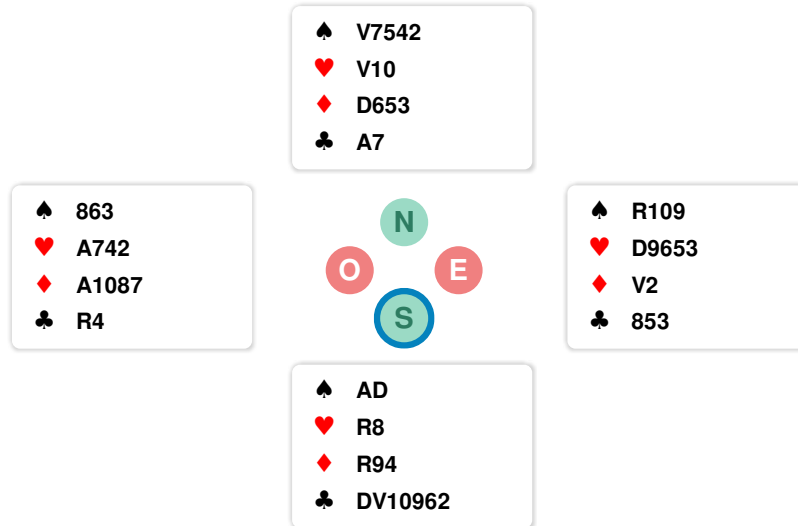 ♠ V7542
♥ V10
♦ D653
♣ A7
♠ 863
♥ A742
♦ A1087
♣ R4
N
O E
S
♠ R109
♥ D9653
♦ V2
♣ 853
♠ AD
♥ R8
♦ R94
♣ DV10962